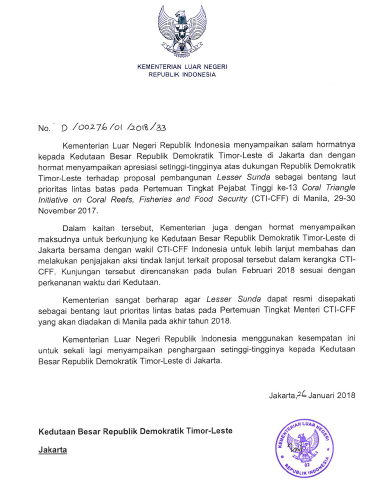 KEMENTERIAN LUAR NEGERI
REPUBLIK INDONESIA
No. D/00276/01/2018/33
Kementerian Luar Negeri Republik Indonesia menyampaikan salam hormatnya
kepada Kedutaan Besar Republik Demokratik Timor-Leste di Jakarta dan dengan
hormat menyampaikan apresiasi setinggi-tingginya atas dukungan Republik Demokratik
Timor-Leste terhadap proposal pembangunan Lesser Sunda sebagai bentang laut
prioritas lintas batas pada Pertemuan Tingkat Pejabat Tinggi ke-13 Coral Triangle
Initiative on Coral Reefs, Fisheries and Food Security (CTI-CFF) di Manila, 29-30
November 2017.
Dalam kaitan tersebut, Kementerian juga dengan hormat menyampaikan
maksudnya untuk berkunjung ke Kedutaan Besar Republik Demokratik Timor-Leste di
Jakarta bersama dengan wakil CTI-CFF Indonesia untuk lebih lanjut membahas dan
melakukan penjajakan aksi tindak lanjut terkait proposal tersebut dalam kerangka CTI-
CFF. Kunjungan tersebut direncanakan pada bulan Februari 2018 sesuai dengan
perkenanan waktu dari Kedutaan.
Kementerian sangat berharap agar Lesser Sunda dapat resmi disepakati
sebagai bentang laut prioritas lintas batas pada Pertemuan Tingkat Menteri CTI-CFF
yang akan diadakan di Manila pada akhir tahun 2018.
Kementerian Luar Negeri Republik Indonesia menggunakan kesempatan ini
untuk sekali lagi menyampaikan penghargaan setinggi-tingginya kepada Kedutaan
Besar Republik Demokratik Timor-Leste di Jakarta.
Jakarta, 26 Januari 2018
Kedutaan Besar Republik Demokratik Timor-Leste
Jakarta
KEMENTERIAN LUAR NEGERI
REPUBLIK INDONESIA